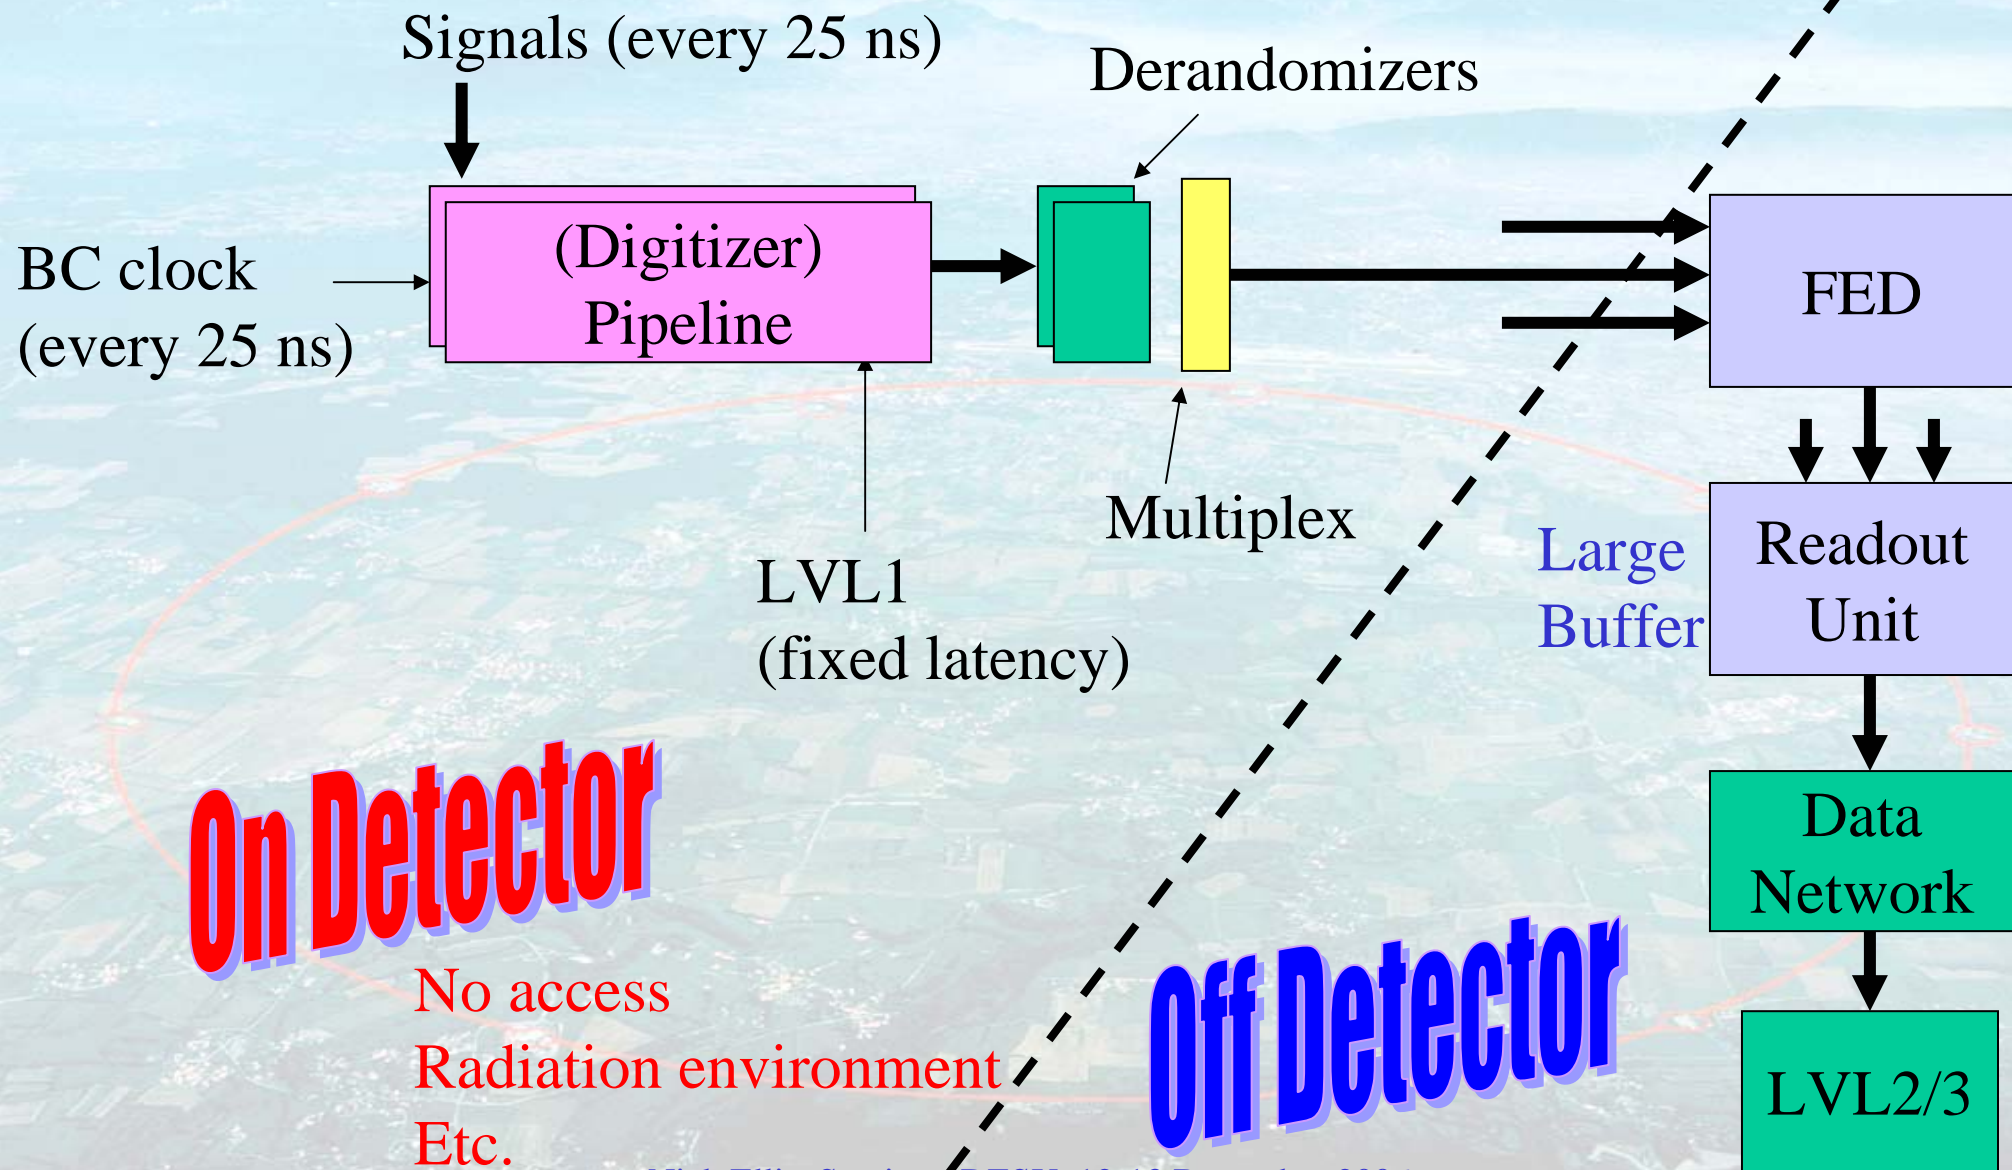 Signals (every 25 ns)
Derandomizers
BC clock
(every 25 ns)
(Digitizer)
Pipeline
FED
Multiplex
LVL1
(fixed latency)
Large
Buffer
Readout
Unit
Data
Network
On Detector
No access
Radiation environment
Etc.
Off Detector
LVL2/3